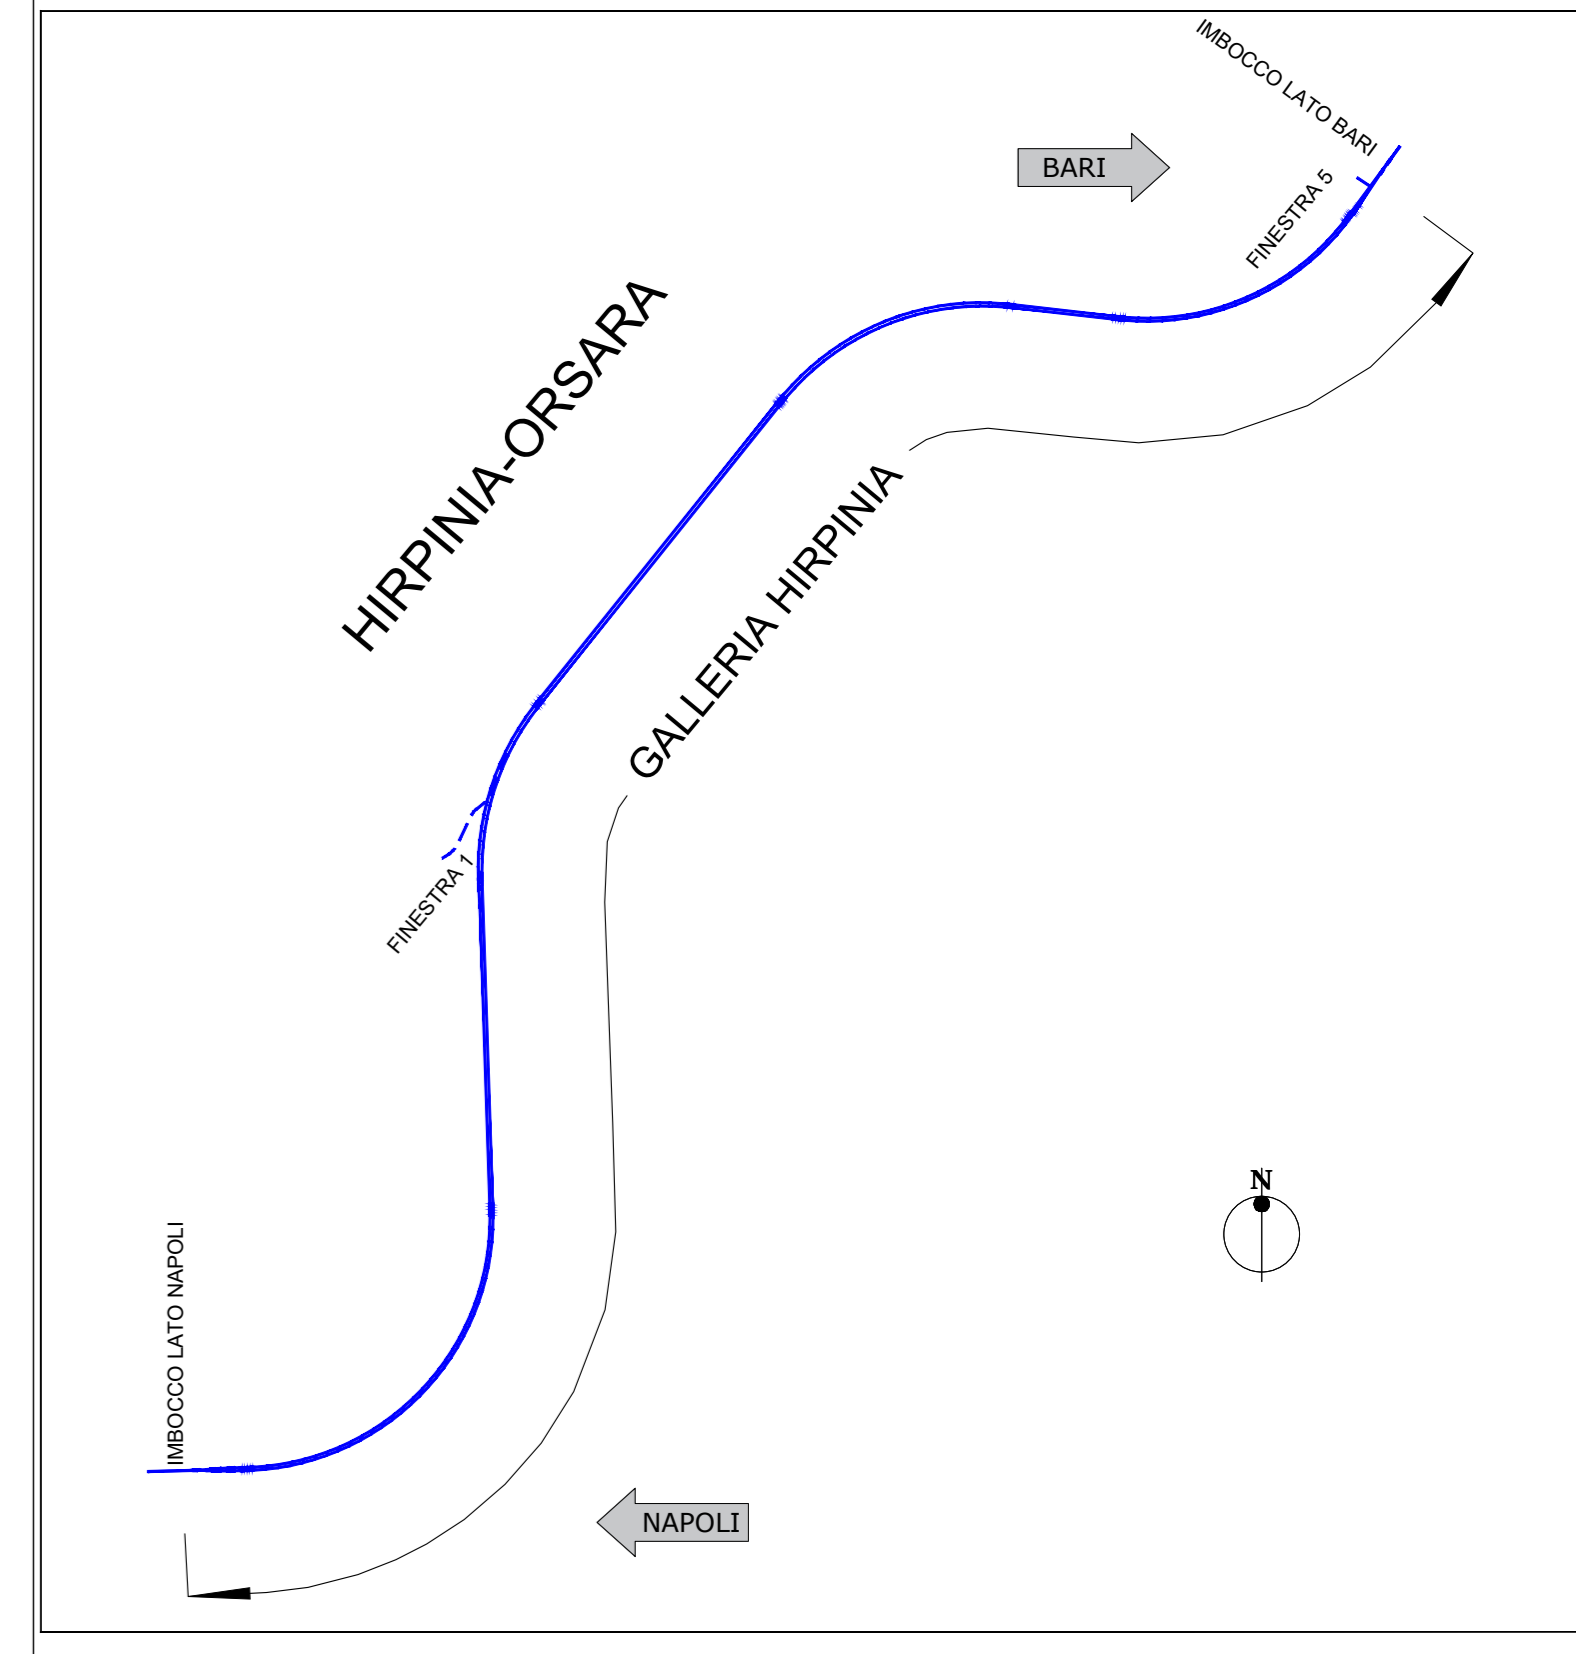 IMBOCCO LATO BARI
BARI
FINESTRA 5
HIRPINIA-ORSARA
GALLERIA HIRPINIA
FINESTRA 1
N
IMBOCCO LATO NAPOLI
NAPOLI